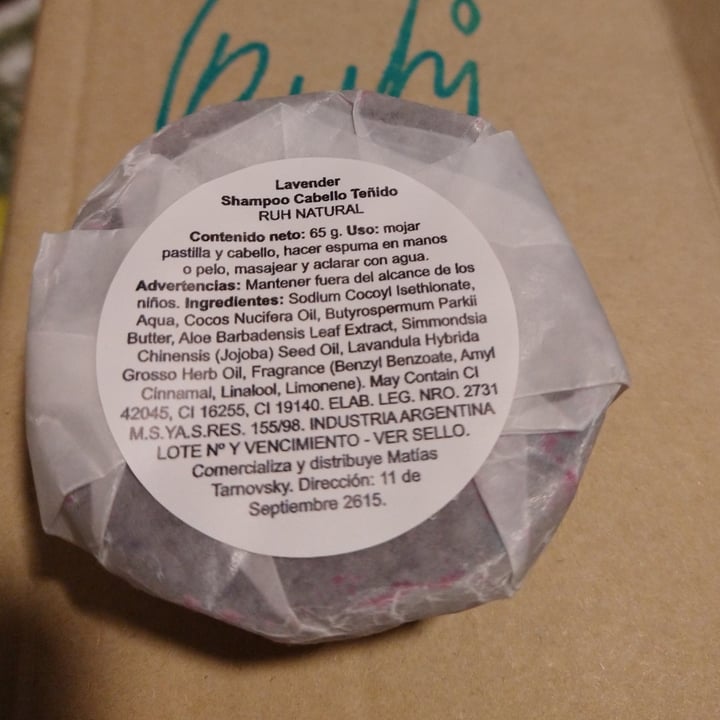 Lavender
Shampoo Cabello Teñido
RUH NATURAL
Contenido neto: 65 g. Uso: mojar
pastilla y cabello, hacer espuma en manos
o pelo, masajear y aclarar con agua.
Advertencias: Mantener fuera del alcance de los
niños. Ingredientes: Sodium Cocoyl Isethionate,
Aqua, Cocos Nucifera Oil, Butyrospermum Parkii
Butter, Aloe Barbadensis Leaf Extract, Simmondsia
Chinensis (Jojoba) Seed Oil, Lavandula Hybrida
Grosso Herb Oil, Fragrance (Benzyl Benzoate, Amyl
Cinnamal, Linalool, Limonene). May Contain CI
42045, CI 16255, CI 19140. ELAB. LEG. NRO. 2731
M.S.YA.S.RES. 155/98. INDUSTRIA ARGENTINA
LOTE Nº Y VENCIMIENTO - VER SELLO.
Comercializa y distribuye Matías
Tarnovsky. Dirección: 11 de
Septiembre 2615.